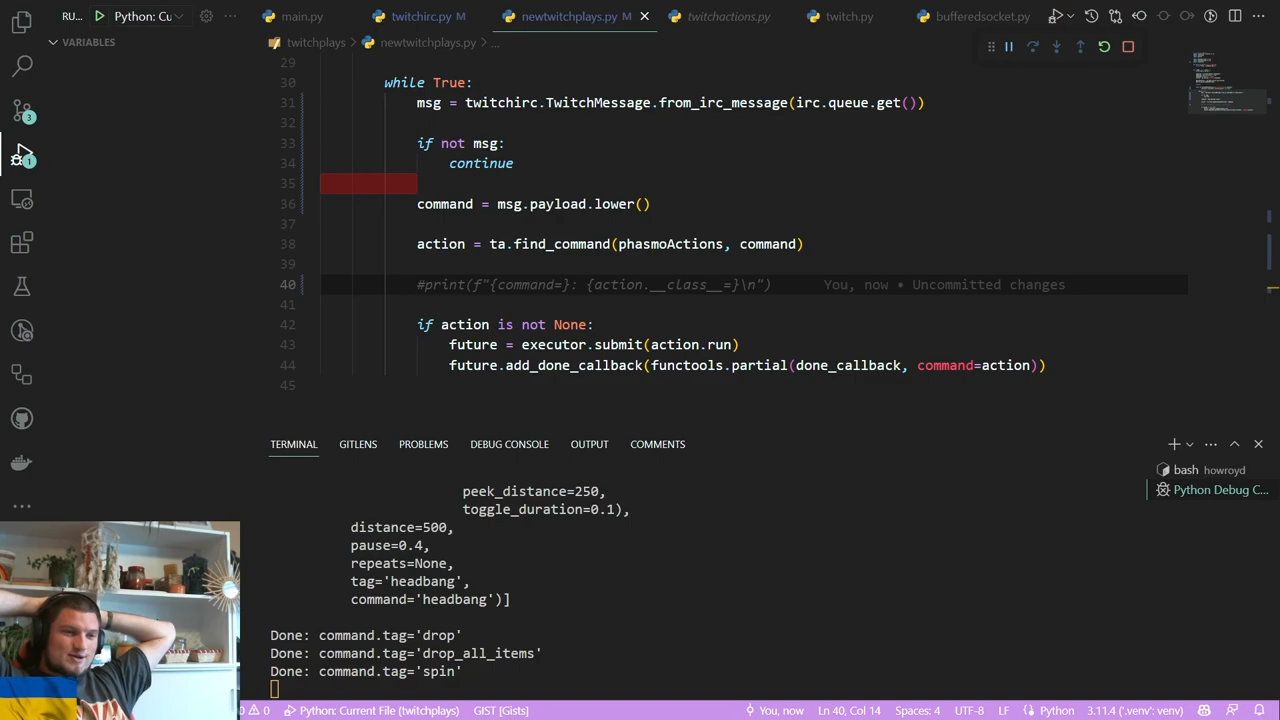 RU...
Python: Cu
main.py
twitchirc.py M
newtwitchplays.py M
twitchactions.py
twitch.py
bufferedsocket.py
VARIABLES
twitchplays > newtwitchplays.py > ...
29
30 while True:
31 msg = twitchirc.TwitchMessage.from_irc_message(irc.queue.get())
32
33 if not msg:
34 continue
35
36 command = msg.payload.lower()
37
38 action = ta.find_command(phasmoActions, command)
39
40 #print(f"{command=}: {action.__class__=}\n") You, now • Uncommitted changes
41
42 if action is not None:
43 future = executor.submit(action.run)
44 future.add_done_callback(functools.partial(done_callback, command=action))
45
3
1
TERMINAL GITLENS PROBLEMS DEBUG CONSOLE OUTPUT COMMENTS
bash howroyd
Python Debug C...
peek_distance=250,
toggle_duration=0.1),
distance=500,
pause=0.4,
repeats=None,
tag='headbang',
command='headbang')]
Done: command.tag='drop'
Done: command.tag='drop_all_items'
Done: command.tag='spin'
0 0 Python: Current File (twitchplays) GIST [Gists] You, now Ln 40, Col 14 Spaces: 4 UTF-8 LF Python 3.11.4 ('.venv': venv)